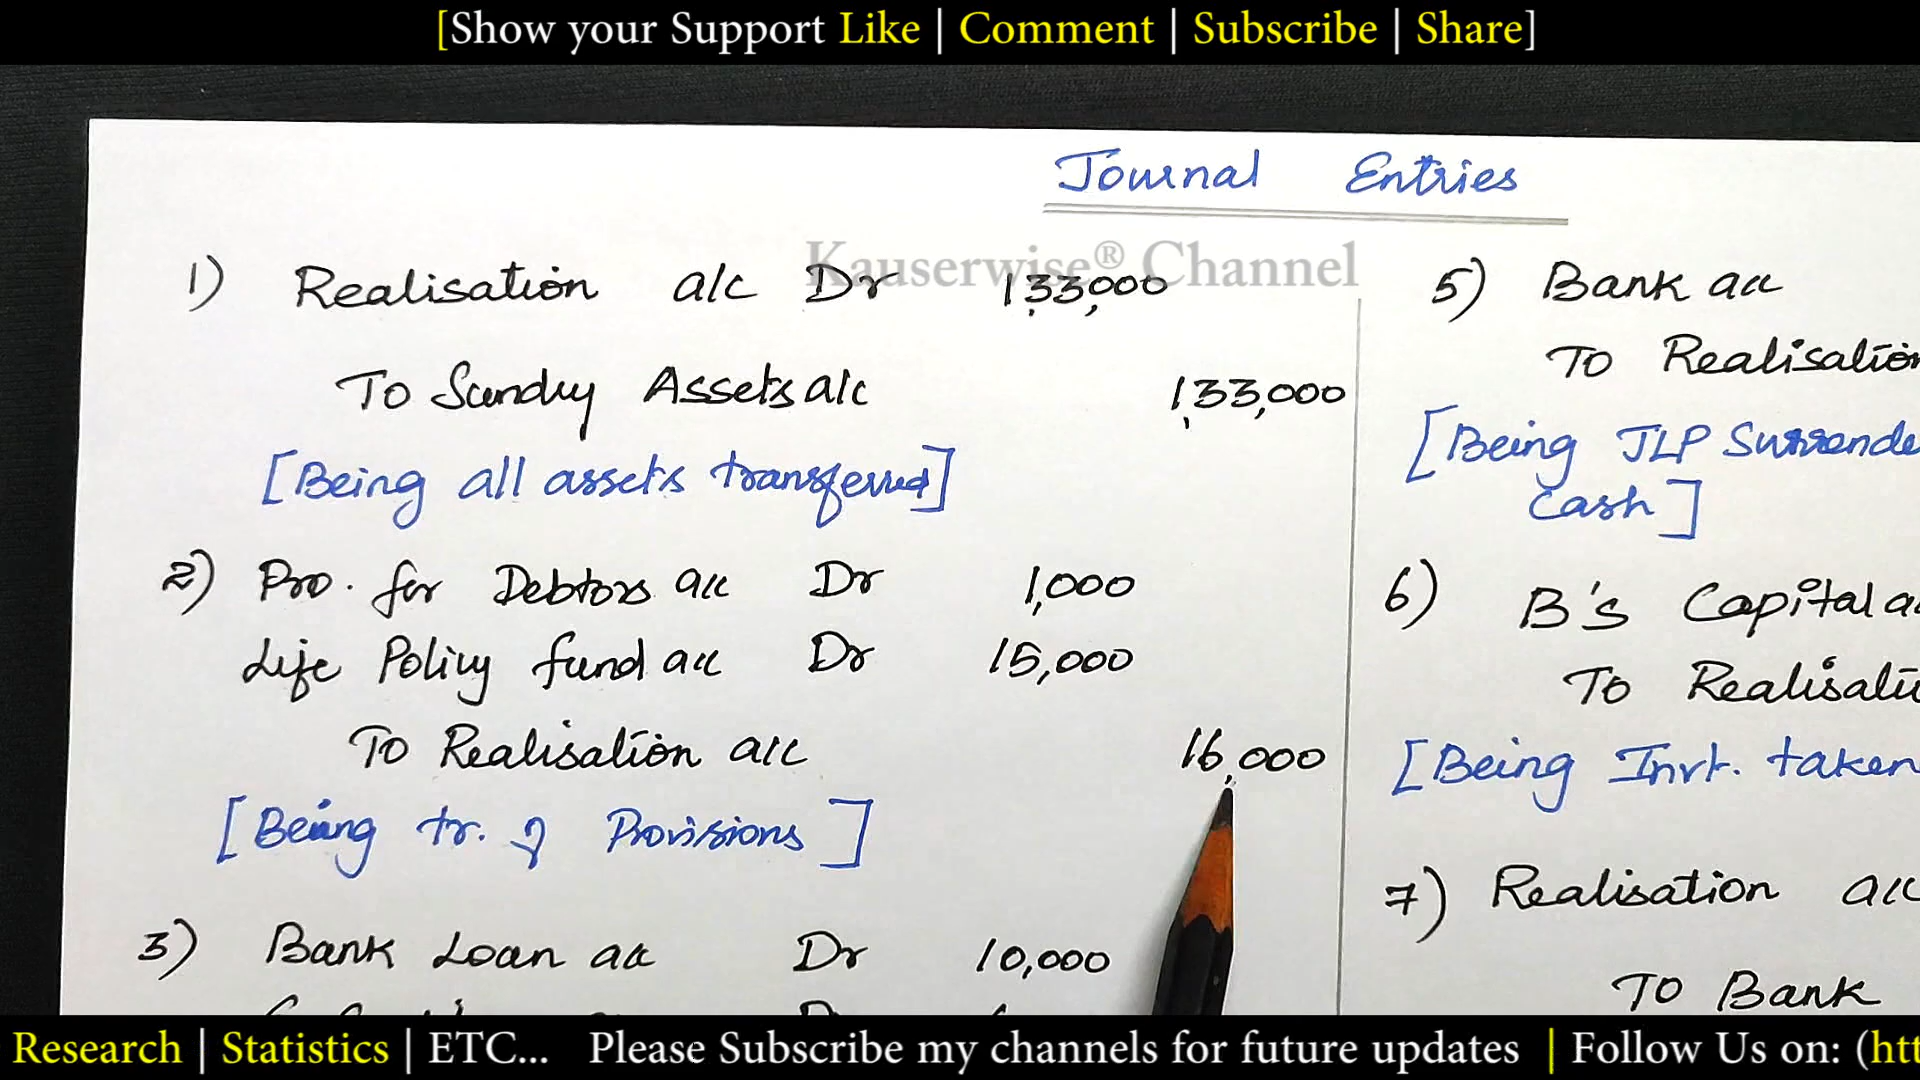 [Show your Support Like | Comment | Subscribe | Share]
Journal Entries
Kauserwise® Channel
1) Realisation a/c Dr 1,33,000
To Sundry Assets a/c 1,33,000
[Being all assets transferred]
2) Pro. for Debtors a/c Dr 1,000
Life Policy fund a/c Dr 15,000
To Realisation a/c 16,000
[Being tr. of Provisions]
3) Bank Loan a/c Dr 10,000
5) Bank a/c
To Realisation
[Being JLP Surrende
Cash]
6) B's Capital a
To Realisati
[Being Invt. taken
7) Realisation a/c
To Bank
Research | Statistics | ETC... Please Subscribe my channels for future updates | Follow Us on: (htt